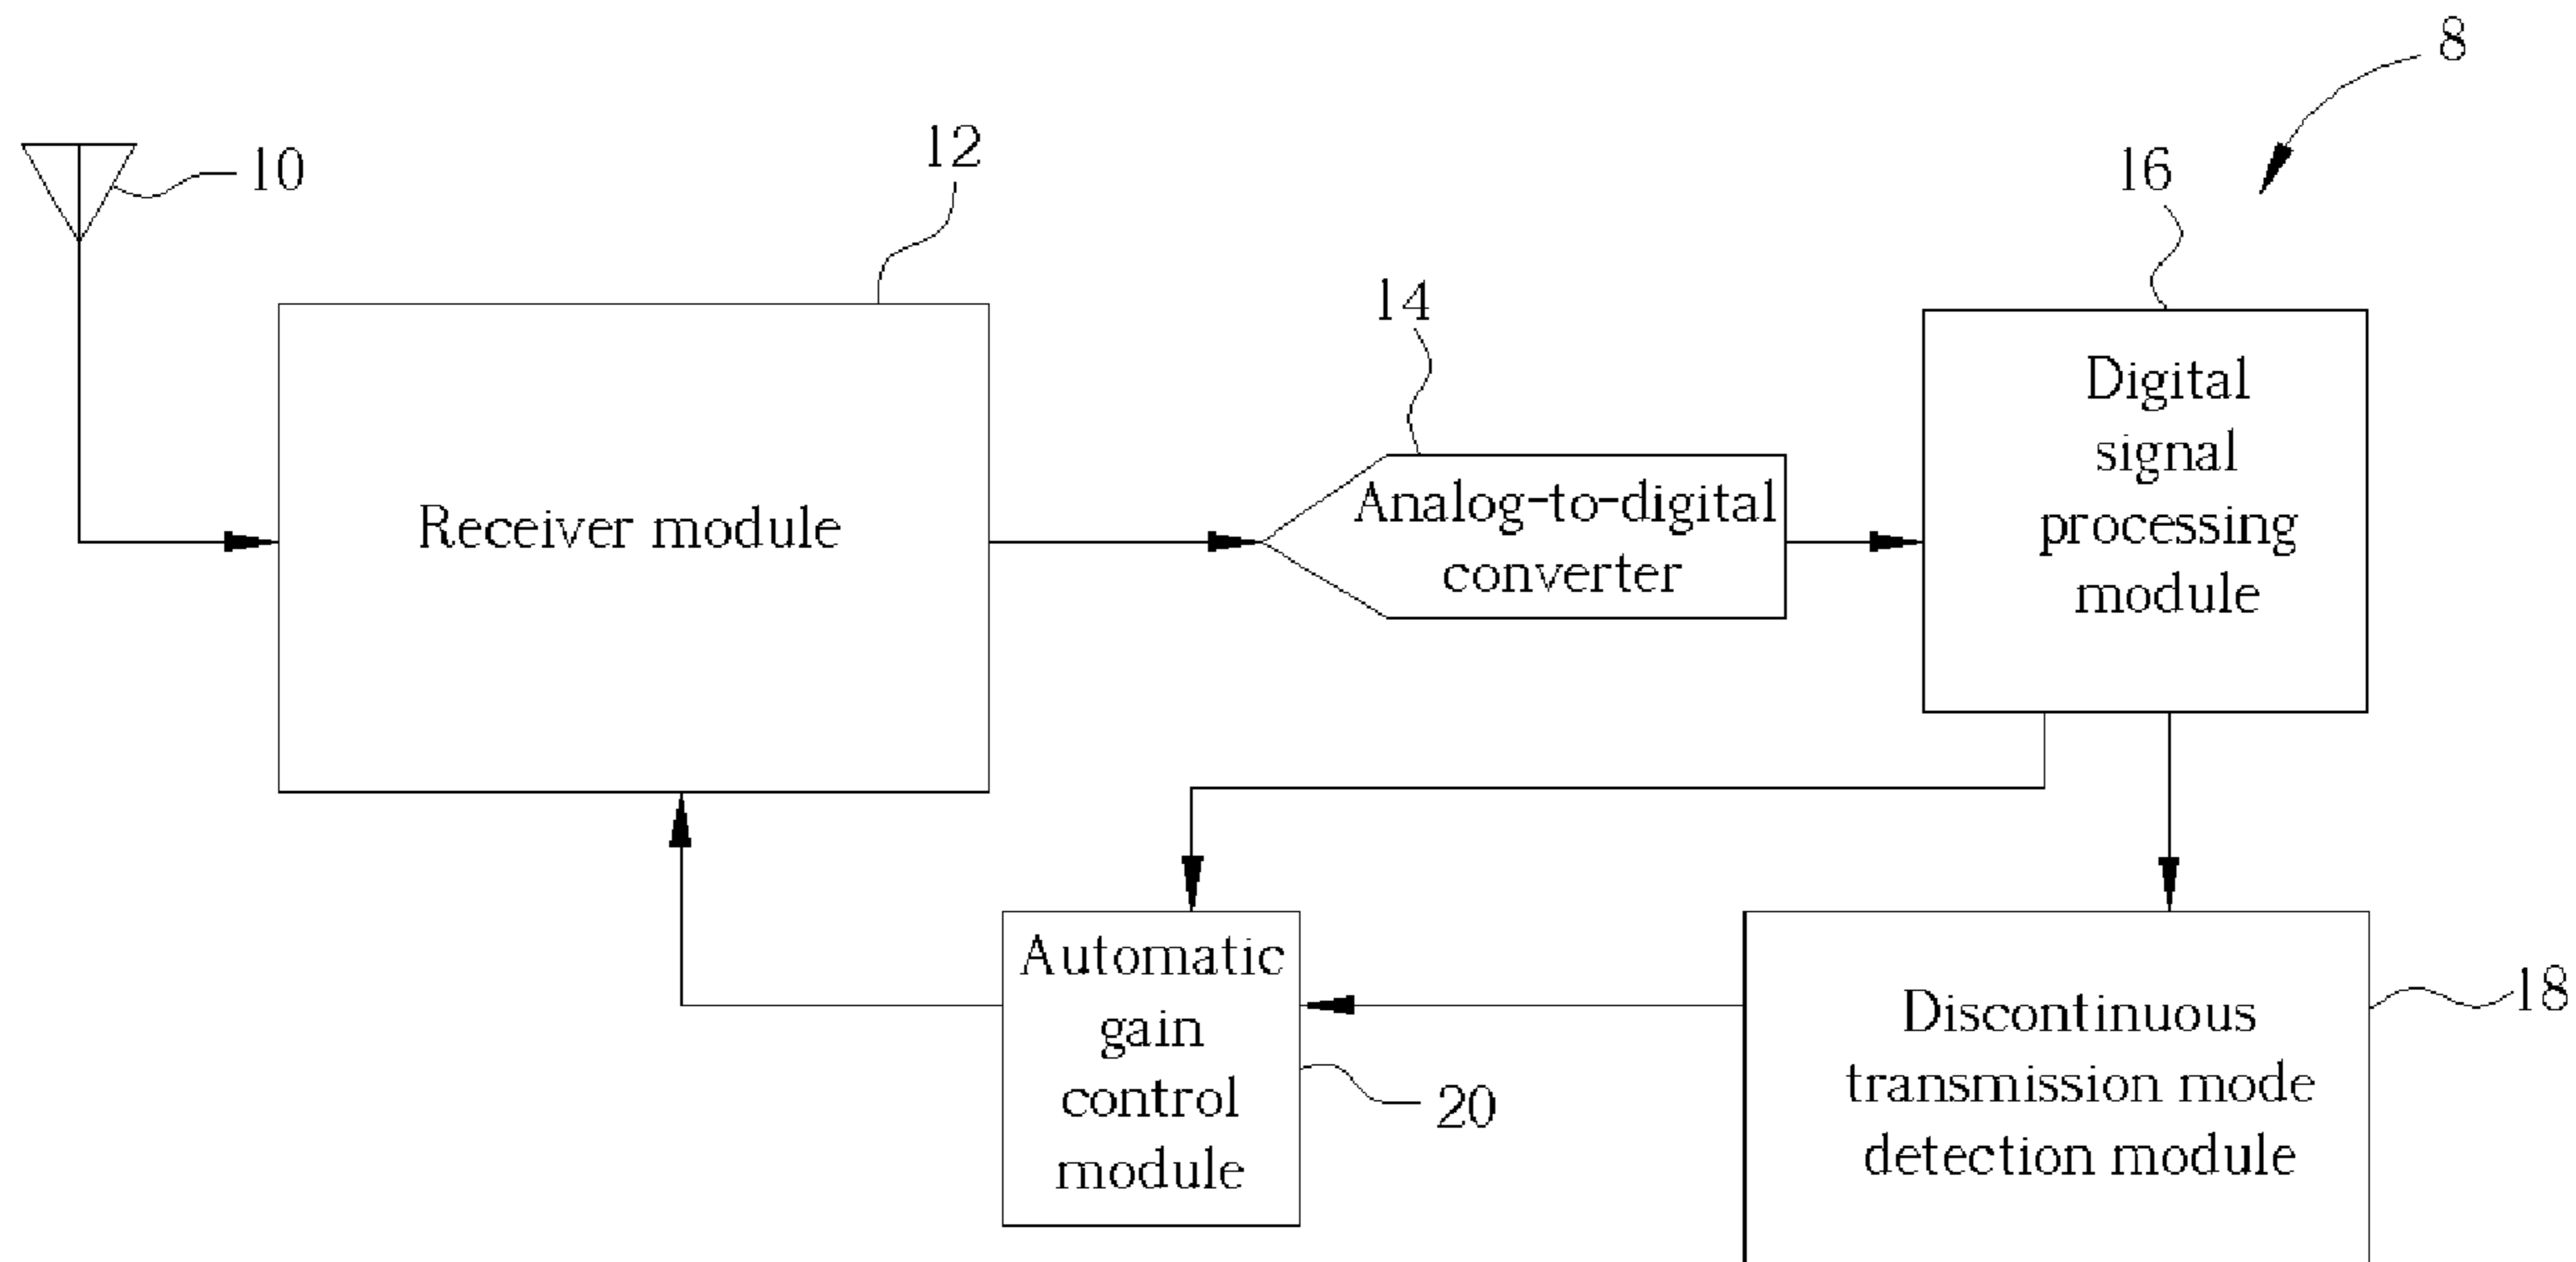 8
12
10
16
14
Digital
signal
processing
module
Analog-to-digital
converter
Receiver module
Automatic
gain
control
module
20
Discontinuous
transmission mode
detection module
18